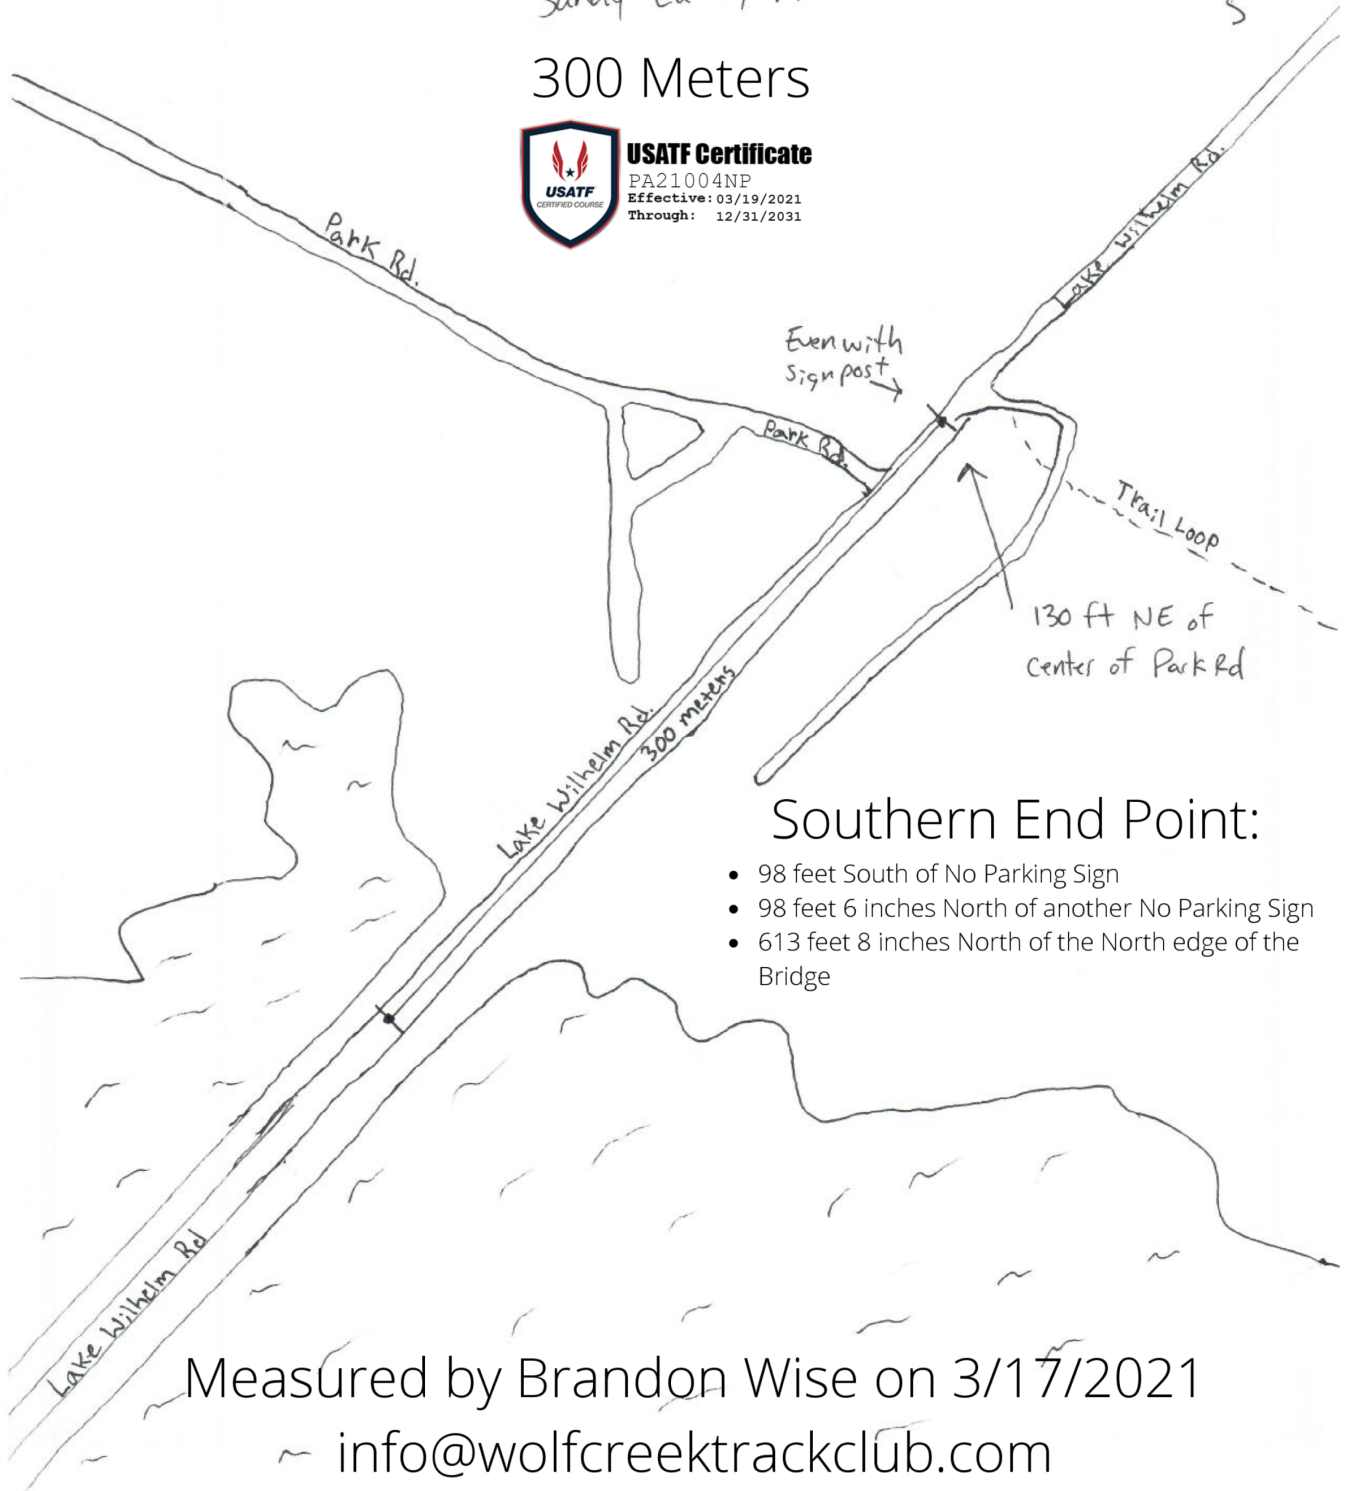 300 Meters
USATF
CERTIFIED COURSE
USATF Certificate
PA21004NP
Effective: 03/19/2021
Through: 12/31/2031
Park Rd.
Lake Wilhelm Rd.
Even with
sign post
Park Rd.
Trail Loop
130 ft NE of
center of Park Rd
300 meters
Lake Wilhelm Rd.
Southern End Point:
• 98 feet South of No Parking Sign
• 98 feet 6 inches North of another No Parking Sign
• 613 feet 8 inches North of the North edge of the
Bridge
Lake Wilhelm Rd
Measured by Brandon Wise on 3/17/2021
info@wolfcreektrackclub.com